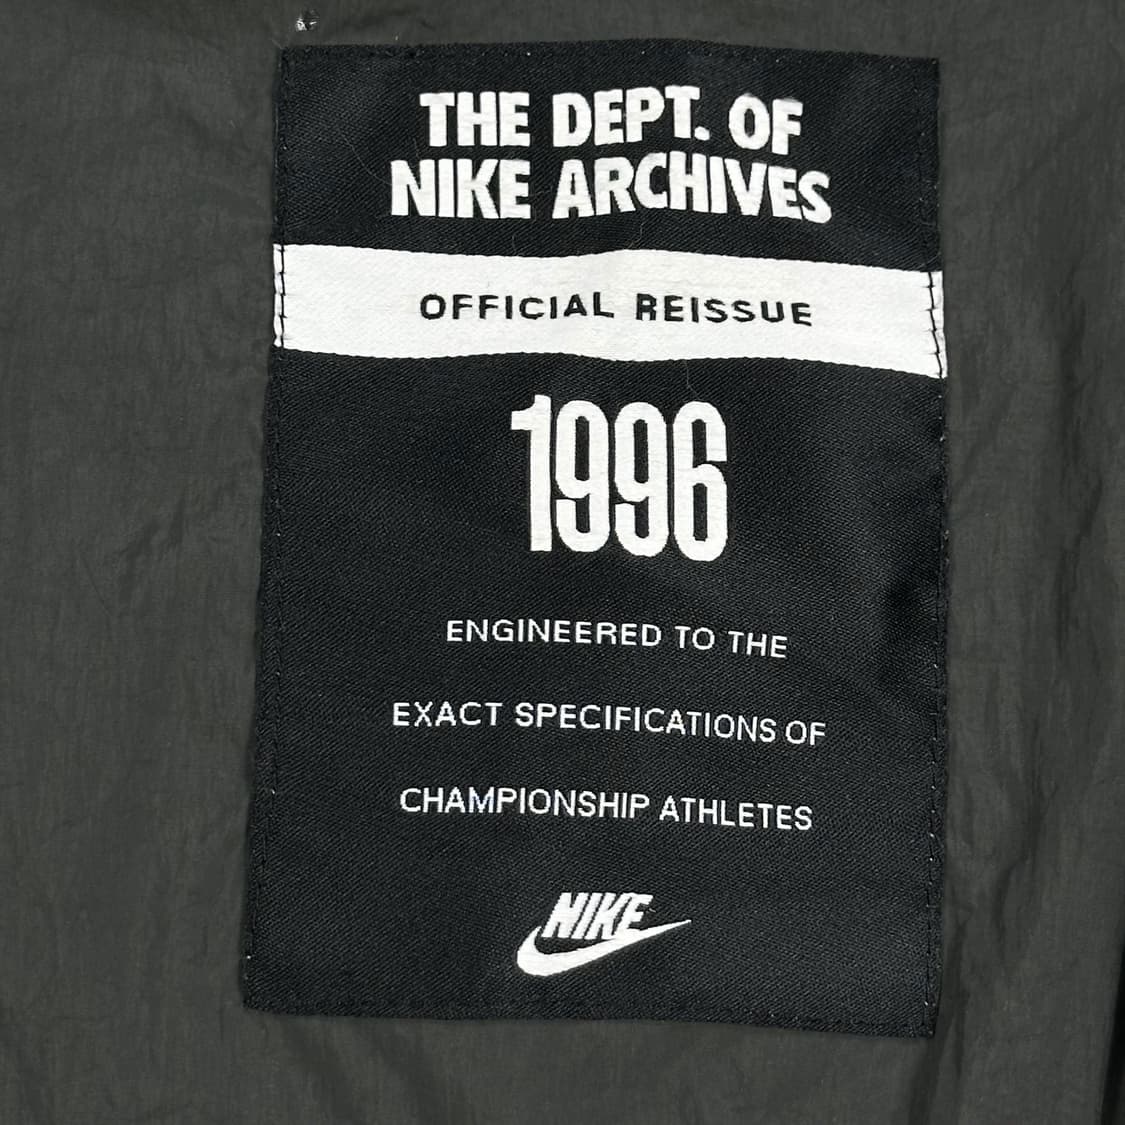 THE DEPT. OF
NIKE ARCHIVES
OFFICIAL REISSUE
1996
ENGINEERED TO THE
EXACT SPECIFICATIONS OF
CHAMPIONSHIP ATHLETES
NIKE